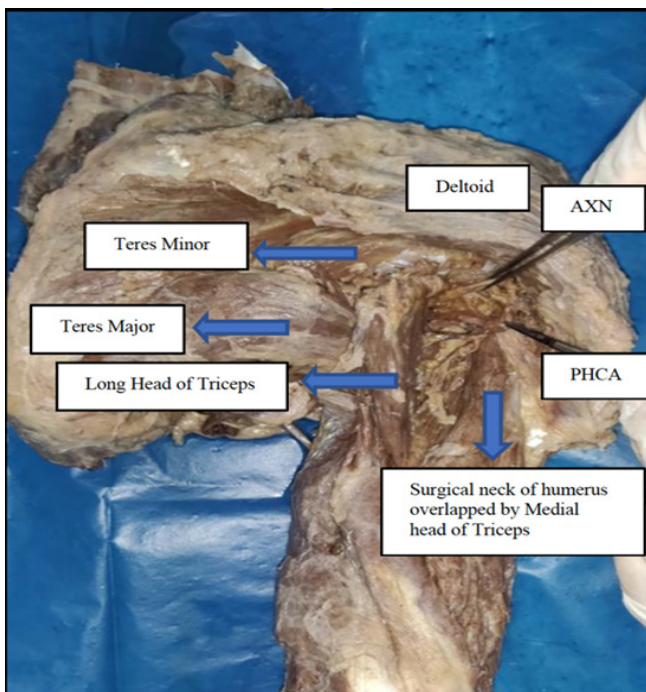 Deltoid
AXN
Teres Minor
Teres Major
Long Head of Triceps
PHCA
Surgical neck of humerus
overlapped by Medial
head of Triceps